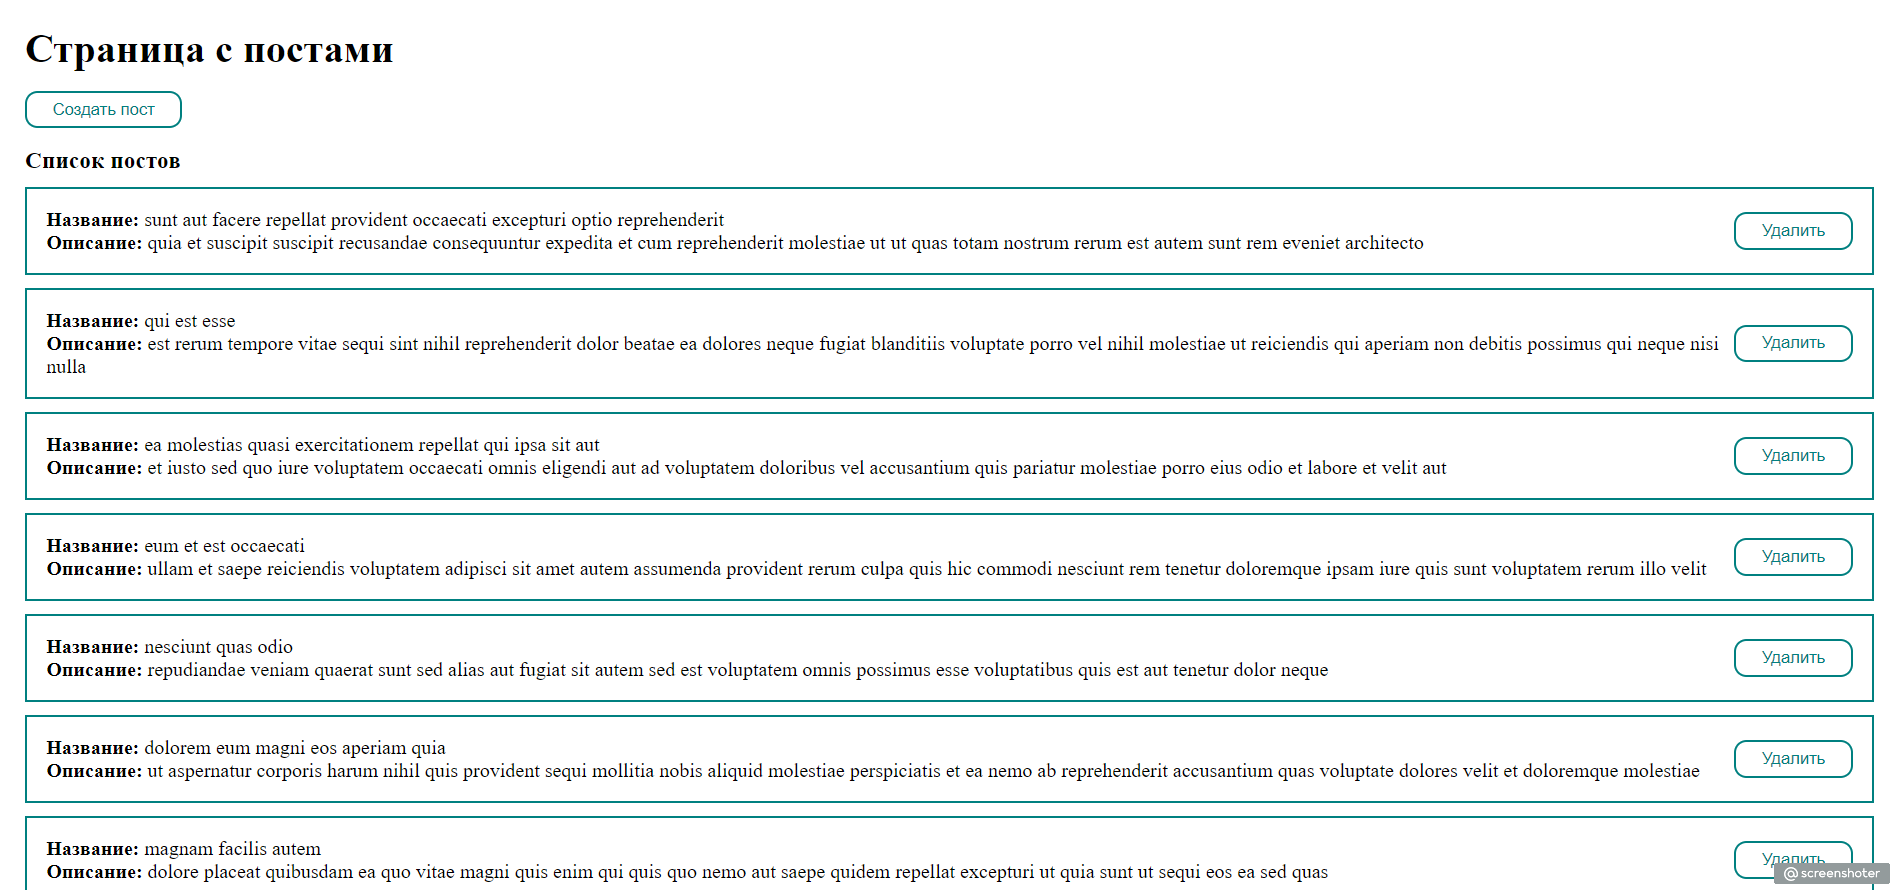 Страница с постами
Создать пост
Список постов
Название: sunt aut facere repellat provident occaecati excepturi optio reprehenderit
Описание: quia et suscipit suscipit recusandae consequuntur expedita et cum reprehenderit molestiae ut ut quas totam nostrum rerum est autem sunt rem eveniet architecto
Удалить
Название: qui est esse
Описание: est rerum tempore vitae sequi sint nihil reprehenderit dolor beatae ea dolores neque fugiat blanditiis voluptate porro vel nihil molestiae ut reiciendis qui aperiam non debitis possimus qui neque nisi
nulla
Удалить
Название: ea molestias quasi exercitationem repellat qui ipsa sit aut
Описание: et iusto sed quo iure voluptatem occaecati omnis eligendi aut ad voluptatem doloribus vel accusantium quis pariatur molestiae porro eius odio et labore et velit aut
Удалить
Название: eum et est occaecati
Описание: ullam et saepe reiciendis voluptatem adipisci sit amet autem assumenda provident rerum culpa quis hic commodi nesciunt rem tenetur doloremque ipsam iure quis sunt voluptatem rerum illo velit
Удалить
Название: nesciunt quas odio
Описание: repudiandae veniam quaerat sunt sed alias aut fugiat sit autem sed est voluptatem omnis possimus esse voluptatibus quis est aut tenetur dolor neque
Удалить
Название: dolorem eum magni eos aperiam quia
Описание: ut aspernatur corporis harum nihil quis provident sequi mollitia nobis aliquid molestiae perspiciatis et ea nemo ab reprehenderit accusantium quas voluptate dolores velit et doloremque molestiae
Удалить
Название: magnam facilis autem
Описание: dolore placeat quibusdam ea quo vitae magni quis enim qui quis quo nemo aut saepe quidem repellat excepturi ut quia sunt ut sequi eos ea sed quas
Удалить
@screenshoter